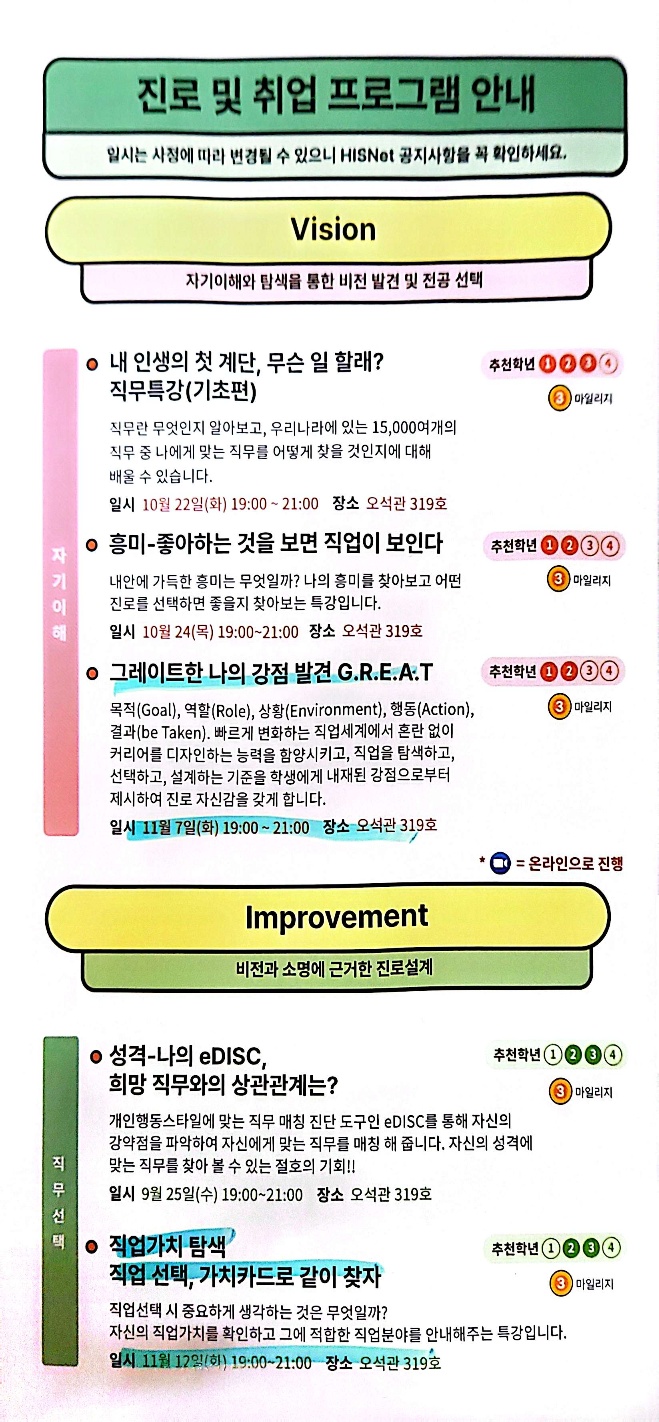 진로 및 취업 프로그램 안내
일시는 사정에 따라 변경될 수 있으니 HISNet 공지사항을 꼭 확인하세요.
Vision
자기이해와 탐색을 통한 비전 발견 및 전공 선택
자기이해
내 인생의 첫 계단, 무슨 일 할래?
직무특강(기초편)
추천학년 1 2 3 4
3 마일리지
직무란 무엇인지 알아보고, 우리나라에 있는 15,000여개의
직무 중 나에게 맞는 직무를 어떻게 찾을 것인지에 대해
배울 수 있습니다.
일시 10월 22일(화) 19:00 ~ 21:00 장소 오석관 319호
흥미-좋아하는 것을 보면 직업이 보인다
추천학년 1 2 3 4
3 마일리지
내안에 가득한 흥미는 무엇일까? 나의 흥미를 찾아보고 어떤
진로를 선택하면 좋을지 찾아보는 특강입니다.
일시 10월 24(목) 19:00~21:00 장소 오석관 319호
그레이트한 나의 강점 발견 G.R.E.A.T
추천학년 1 2 3 4
3 마일리지
목적(Goal), 역할(Role), 상황(Environment), 행동(Action),
결과(be Taken). 빠르게 변화하는 직업세계에서 혼란 없이
커리어를 디자인하는 능력을 함양시키고, 직업을 탐색하고,
선택하고, 설계하는 기준을 학생에게 내재된 강점으로부터
제시하여 진로 자신감을 갖게 합니다.
일시 11월 7일(화) 19:00 ~ 21:00 장소 오석관 319호
* = 온라인으로 진행
Improvement
비전과 소명에 근거한 진로설계
직무선택
성격-나의 eDISC,
희망 직무와의 상관관계는?
추천학년 1 2 3 4
3 마일리지
개인행동스타일에 맞는 직무 매칭 진단 도구인 eDISC를 통해 자신의
강약점을 파악하여 자신에게 맞는 직무를 매칭 해 줍니다. 자신의 성격에
맞는 직무를 찾아 볼 수 있는 절호의 기회!!
일시 9월 25일(수) 19:00~21:00 장소 오석관 319호
직업가치 탐색
직업 선택, 가치카드로 같이 찾자
추천학년 1 2 3 4
3 마일리지
직업선택 시 중요하게 생각하는 것은 무엇일까?
자신의 직업가치를 확인하고 그에 적합한 직업분야를 안내해주는 특강입니다.
일시 11월 12일(화) 19:00~21:00 장소 오석관 319호